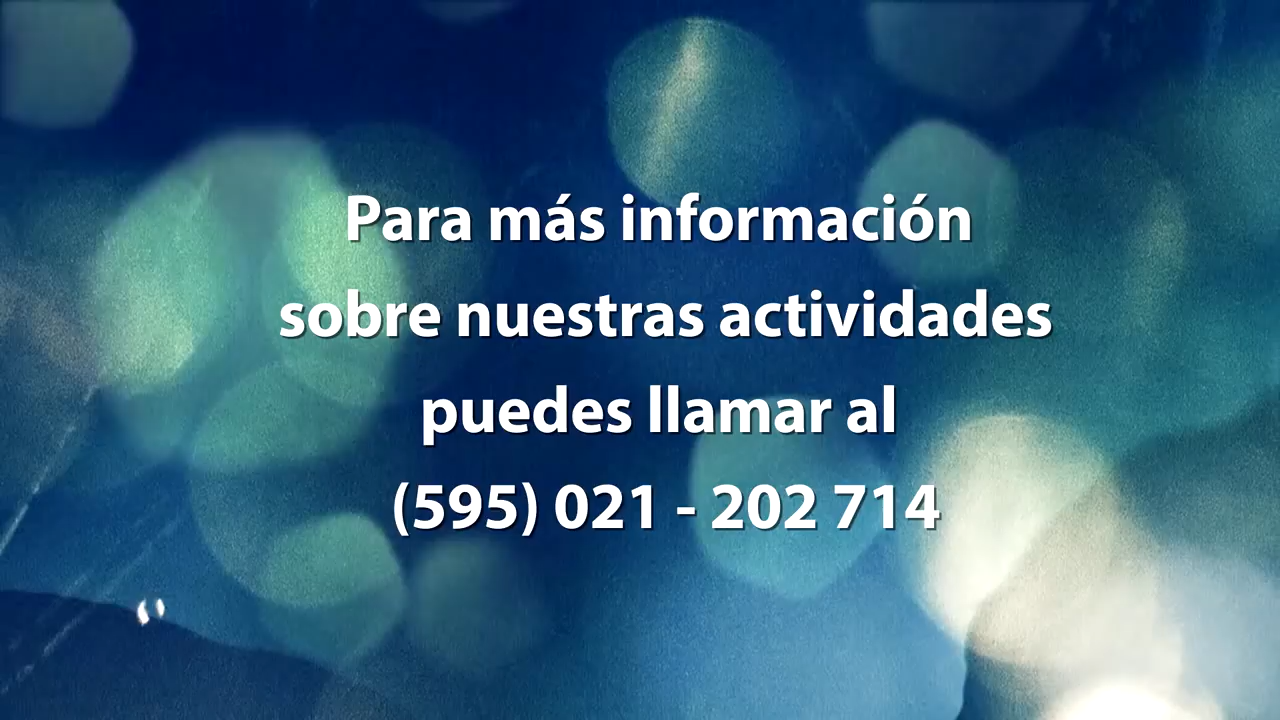 Para más información
sobre nuestras actividades
puedes llamar al
(595) 021 - 202 714